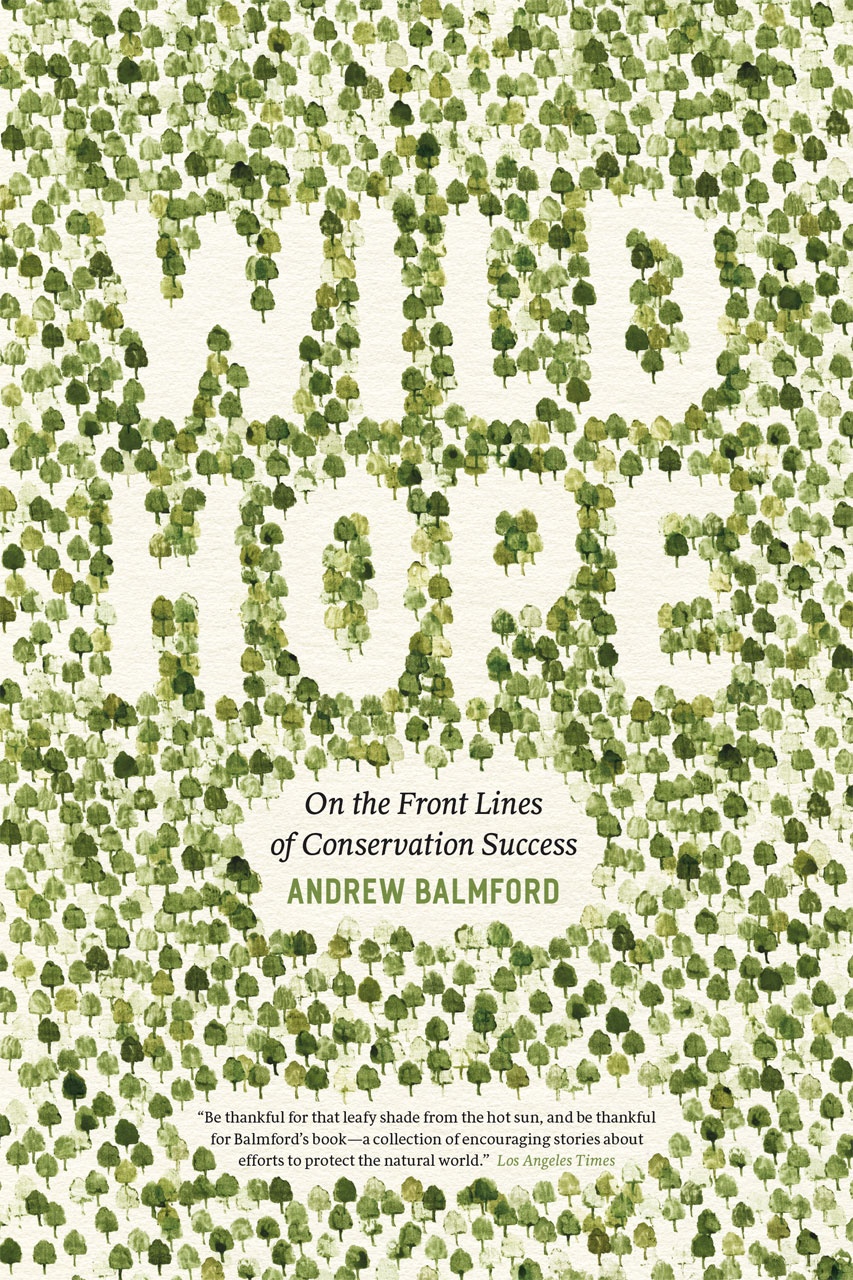 WILD
HOPE
On the Front Lines
of Conservation Success
ANDREW BALMFORD
“Be thankful for that leafy shade from the hot sun, and be thankful
for Balmford’s book—a collection of encouraging stories about
efforts to protect the natural world.” Los Angeles Times